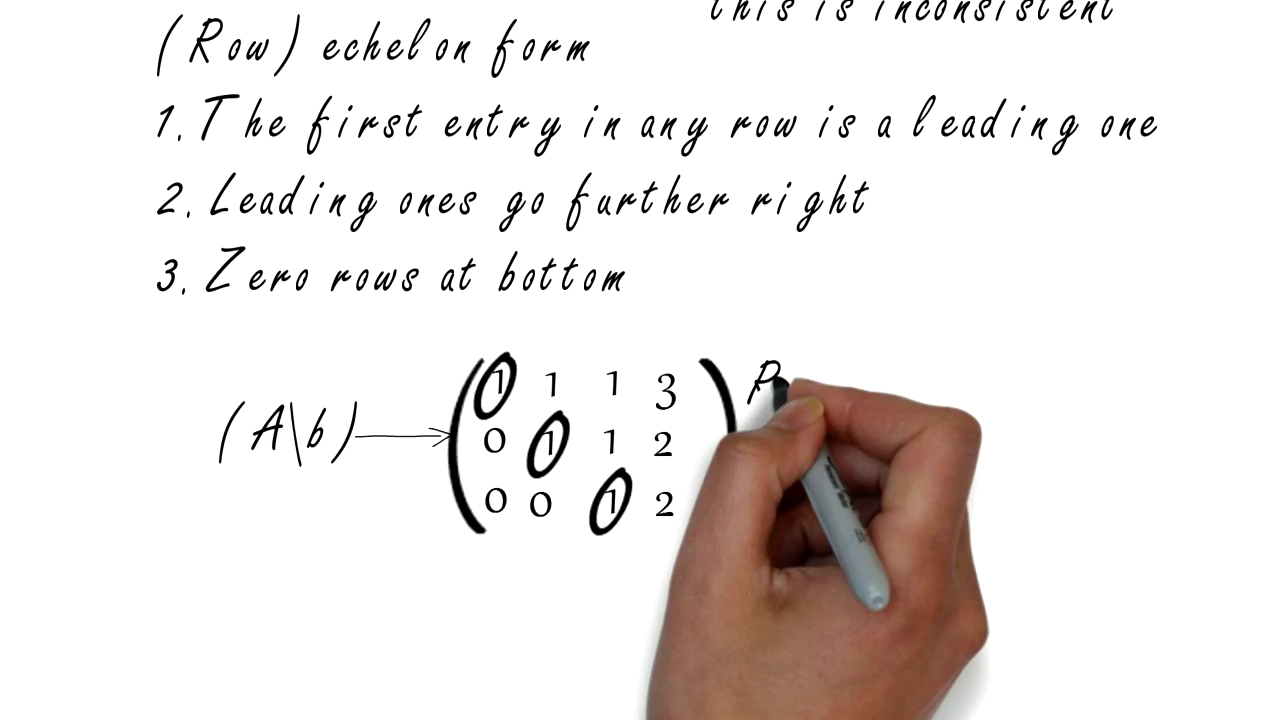 this is inconsistent
(Row) echelon form
1. The first entry in any row is a leading one
2. Leading ones go further right
3. Zero rows at bottom
(A\b) → ( 1 1 1 3 ) R
0 1 1 2
0 0 1 2